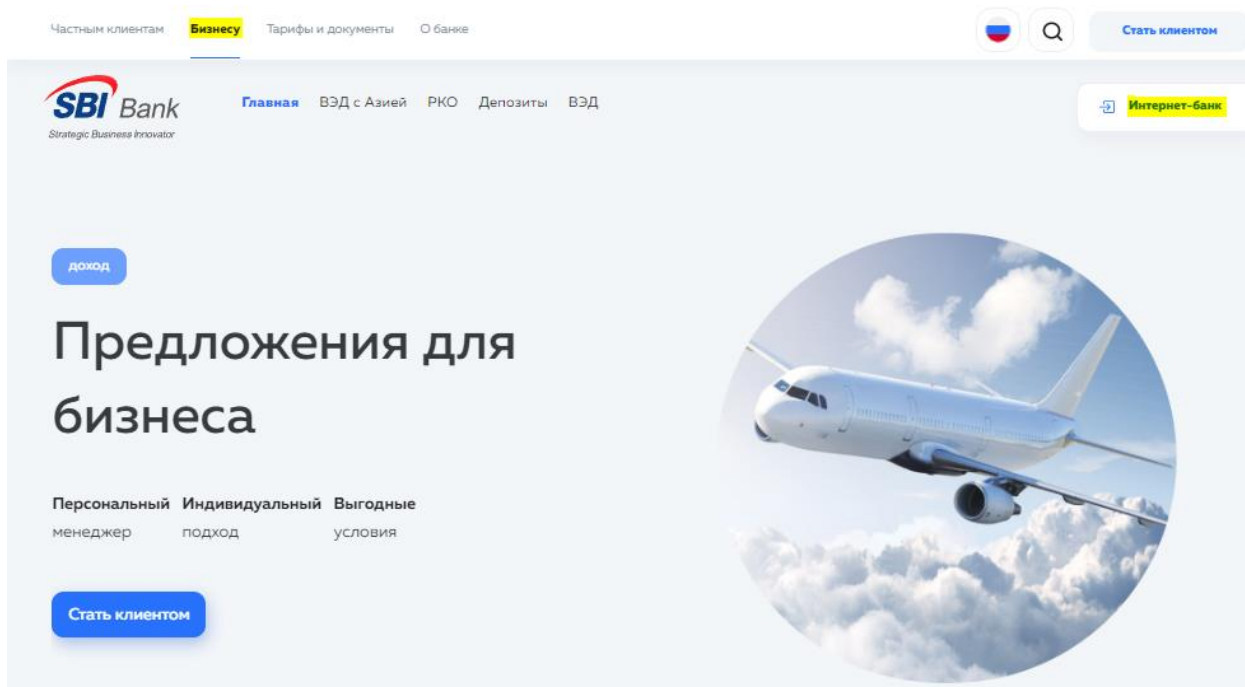 Частным клиентам Бизнесу Тарифы и документы О банке Стать клиентом
SBI Bank
Strategic Business Innovator
Главная ВЭД с Азией РКО Депозиты ВЭД Интернет-банк
доход
Предложения для
бизнеса
Персональный Индивидуальный Выгодные
менеджер подход условия
Стать клиентом